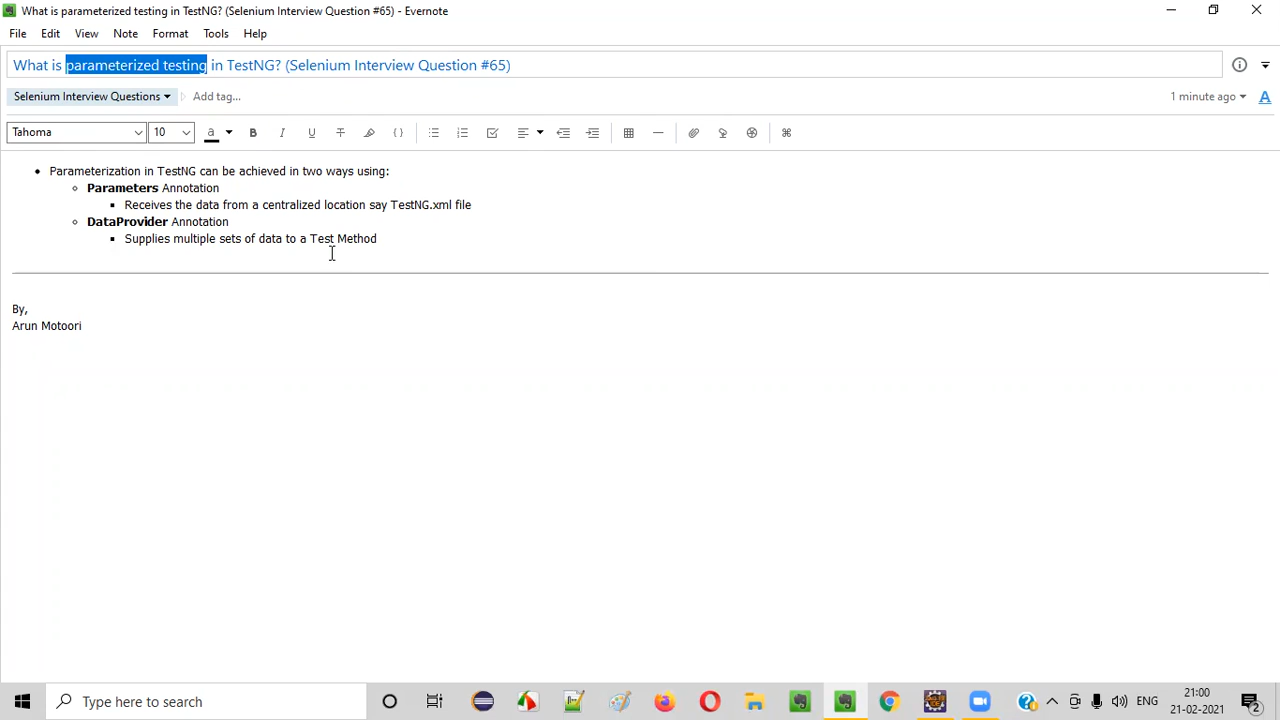 What is parameterized testing in TestNG? (Selenium Interview Question #65) - Evernote
File Edit View Note Format Tools Help
What is parameterized testing in TestNG? (Selenium Interview Question #65)
Selenium Interview Questions Add tag... 1 minute ago
Tahoma 10
Parameterization in TestNG can be achieved in two ways using:
Parameters Annotation
Receives the data from a centralized location say TestNG.xml file
DataProvider Annotation
Supplies multiple sets of data to a Test Method
By,
Arun Motoori
Type here to search
ENG
21:00
21-02-2021
2